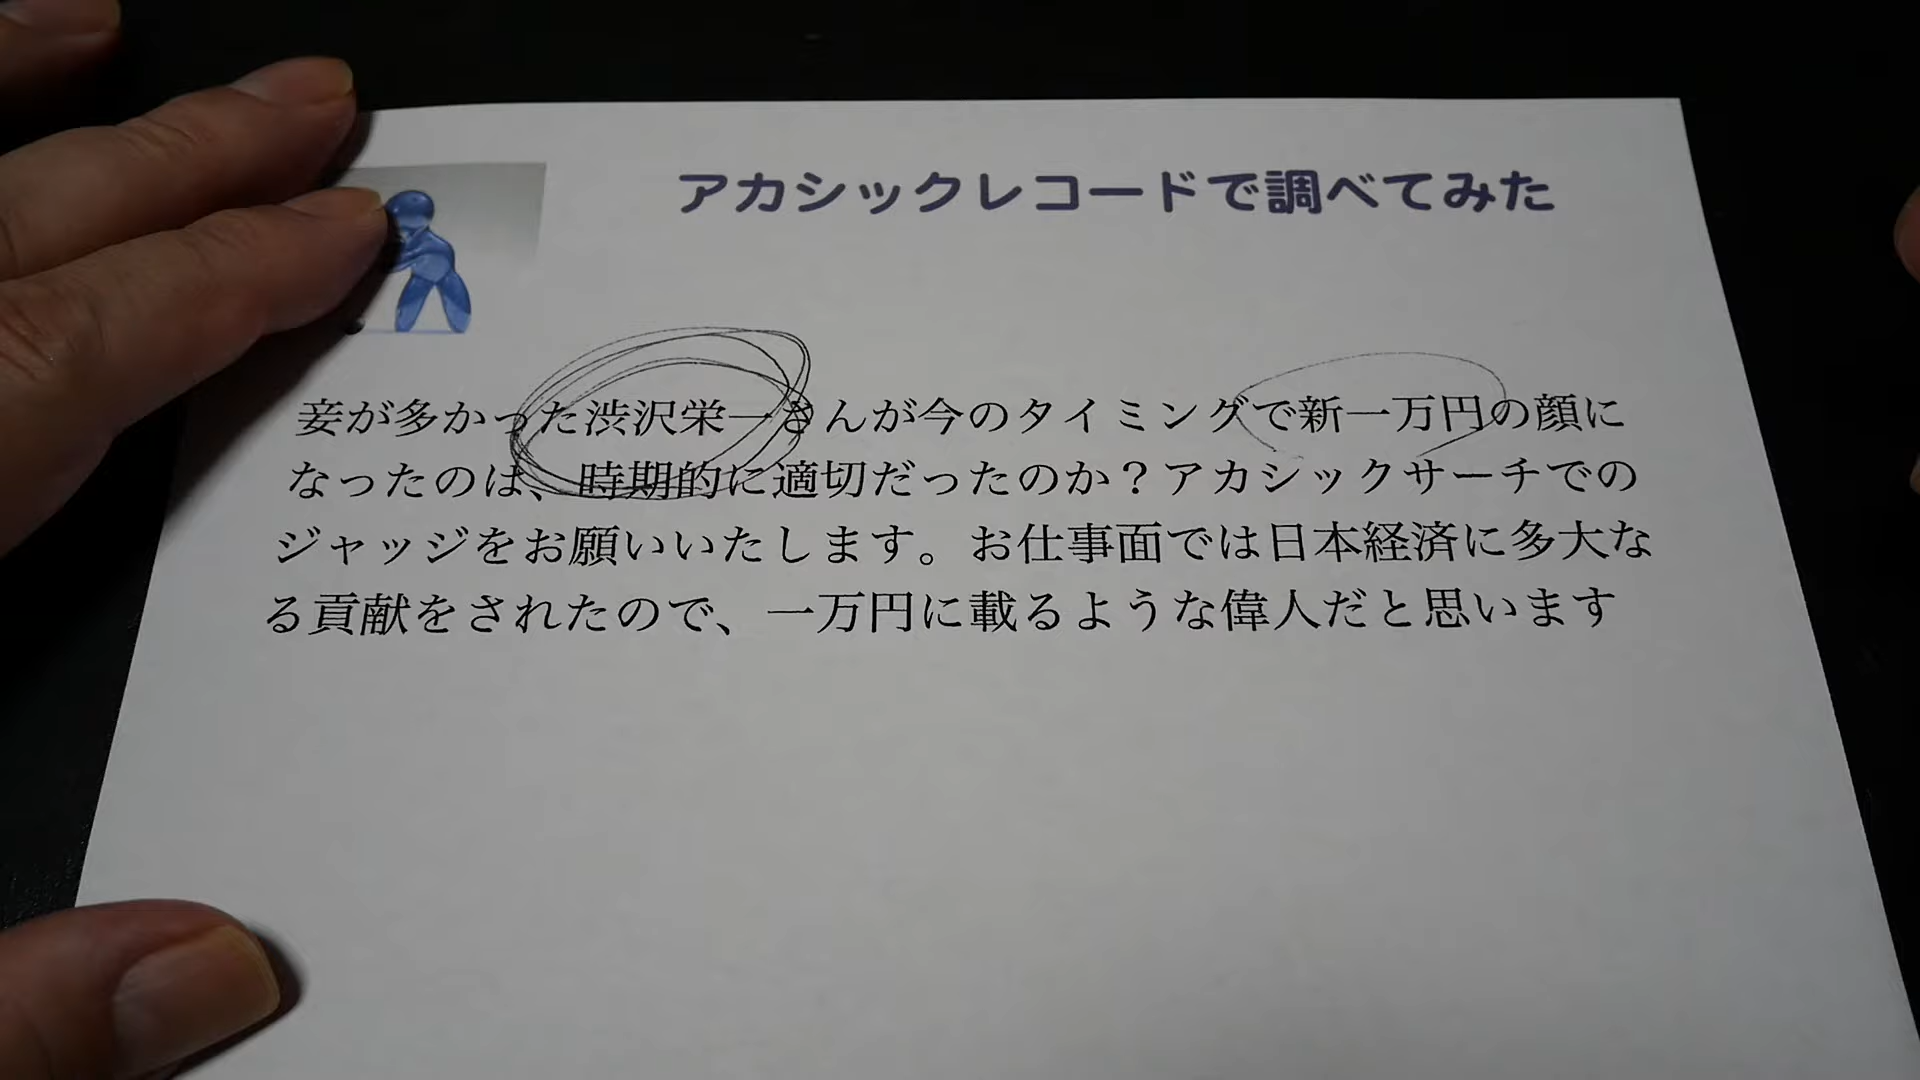 アカシックレコードで調べてみた
妾が多かった渋沢栄一さんが今のタイミングで新一万円の顔に
なったのは、時期的に適切だったのか？アカシックサーチでの
ジャッジをお願いいたします。お仕事面では日本経済に多大な
る貢献をされたので、一万円に載るような偉人だと思います